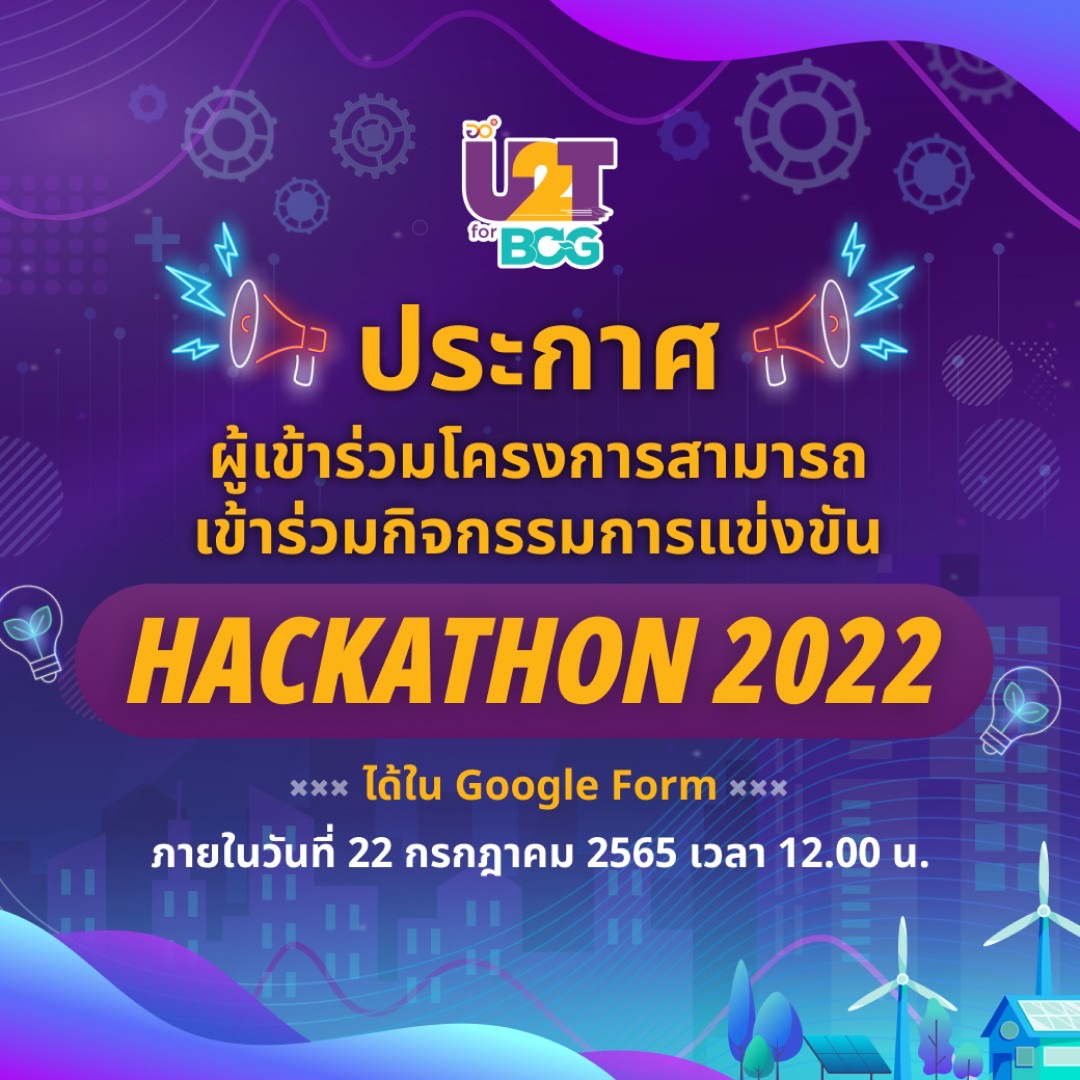 U2T
for BCG
ประกาศ
ผู้เข้าร่วมโครงการสามารถ
เข้าร่วมกิจกรรมการแข่งขัน
HACKATHON 2022
××× ได้ใน Google Form ×××
ภายในวันที่ 22 กรกฎาคม 2565 เวลา 12.00 น.